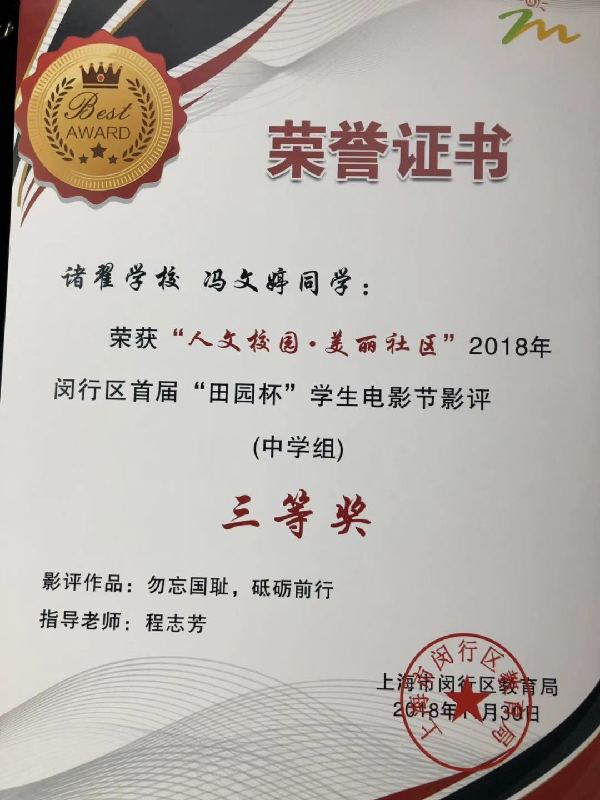 Best
AWARD
荣誉证书
诸翟学校 冯文婷同学：
荣获“人文校园·美丽社区”2018年
闵行区首届“田园杯”学生电影节影评
(中学组)
三等奖
影评作品：勿忘国耻，砥砺前行
指导老师：程志芳
上海市闵行区教育局
2018年11月30日
上海市闵行区教育局